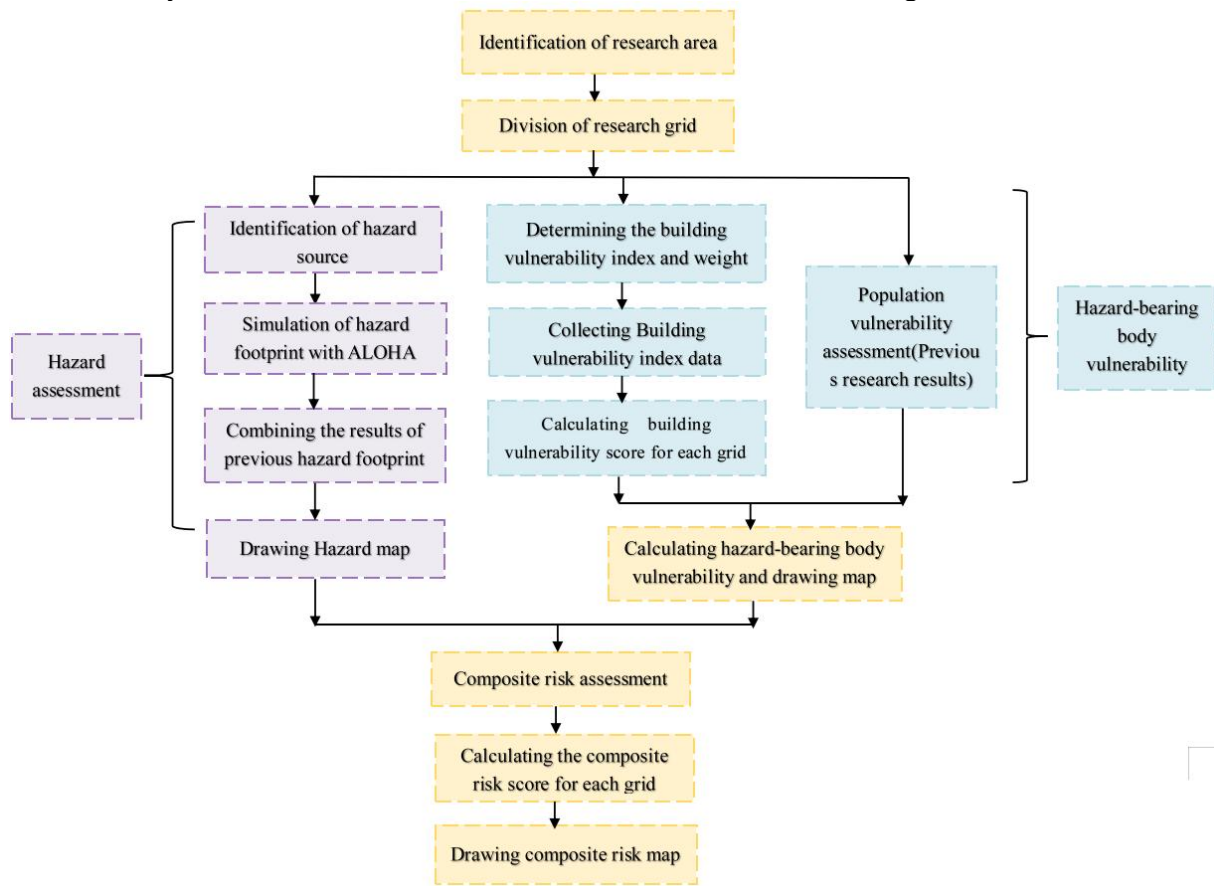 Identification of research area
Division of research grid
Identification of hazard
source
Simulation of hazard
footprint with ALOHA
Combining the results of
previous hazard footprint
Drawing Hazard map
Hazard
assessment
Determining the building
vulnerability index and weight
Collecting Building
vulnerability index data
Calculating building
vulnerability score for each grid
Population
vulnerability
assessment(Previou
s research results)
Hazard-bearing
body
vulnerability
Calculating hazard-bearing body
vulnerability and drawing map
Composite risk assessment
Calculating the composite
risk score for each grid
Drawing composite risk map